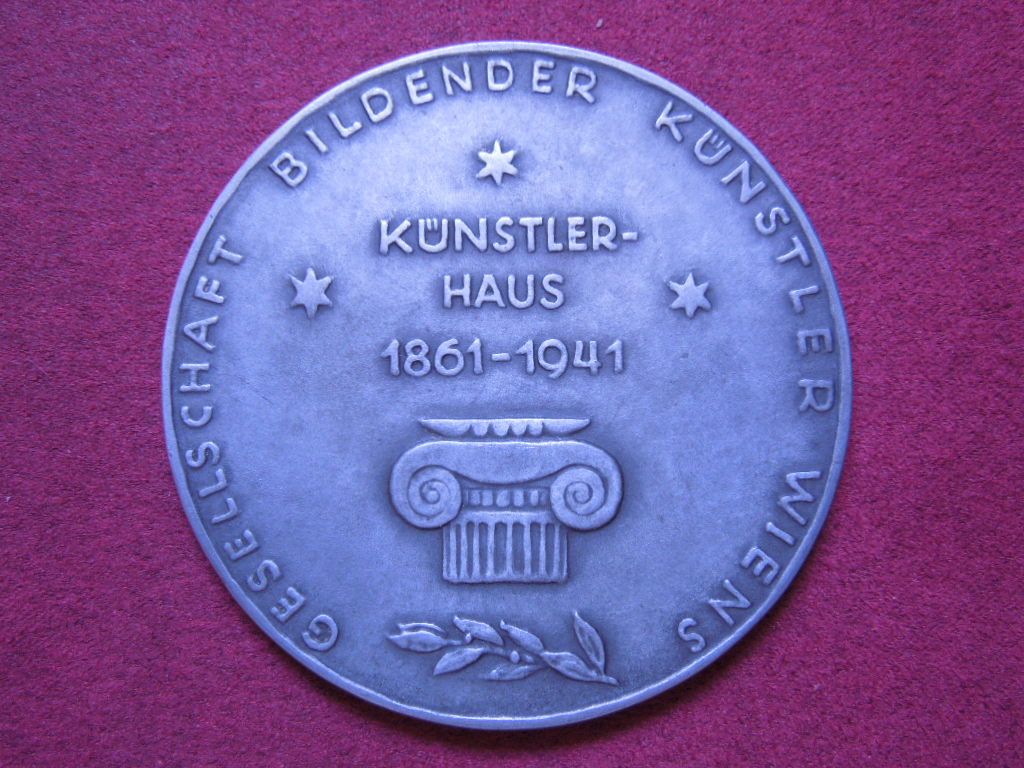 GESELLSCHAFT BILDENDER KÜNSTLER WIENS
KÜNSTLER-
HAUS
1861-1941